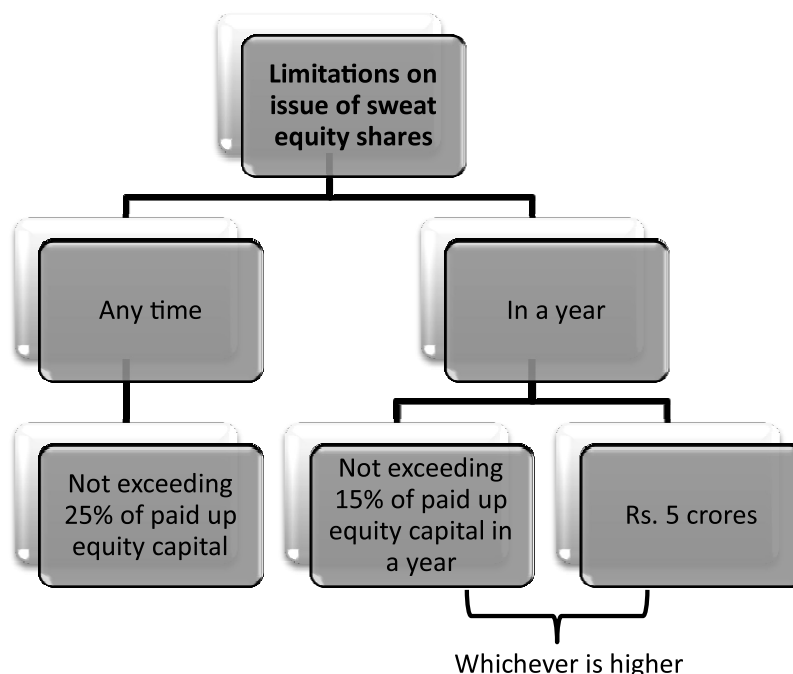 Limitations on
issue of sweat
equity shares
Any time
In a year
Not exceeding
25% of paid up
equity capital
Not exceeding
15% of paid up
equity capital in
a year
Rs. 5 crores
Whichever is higher